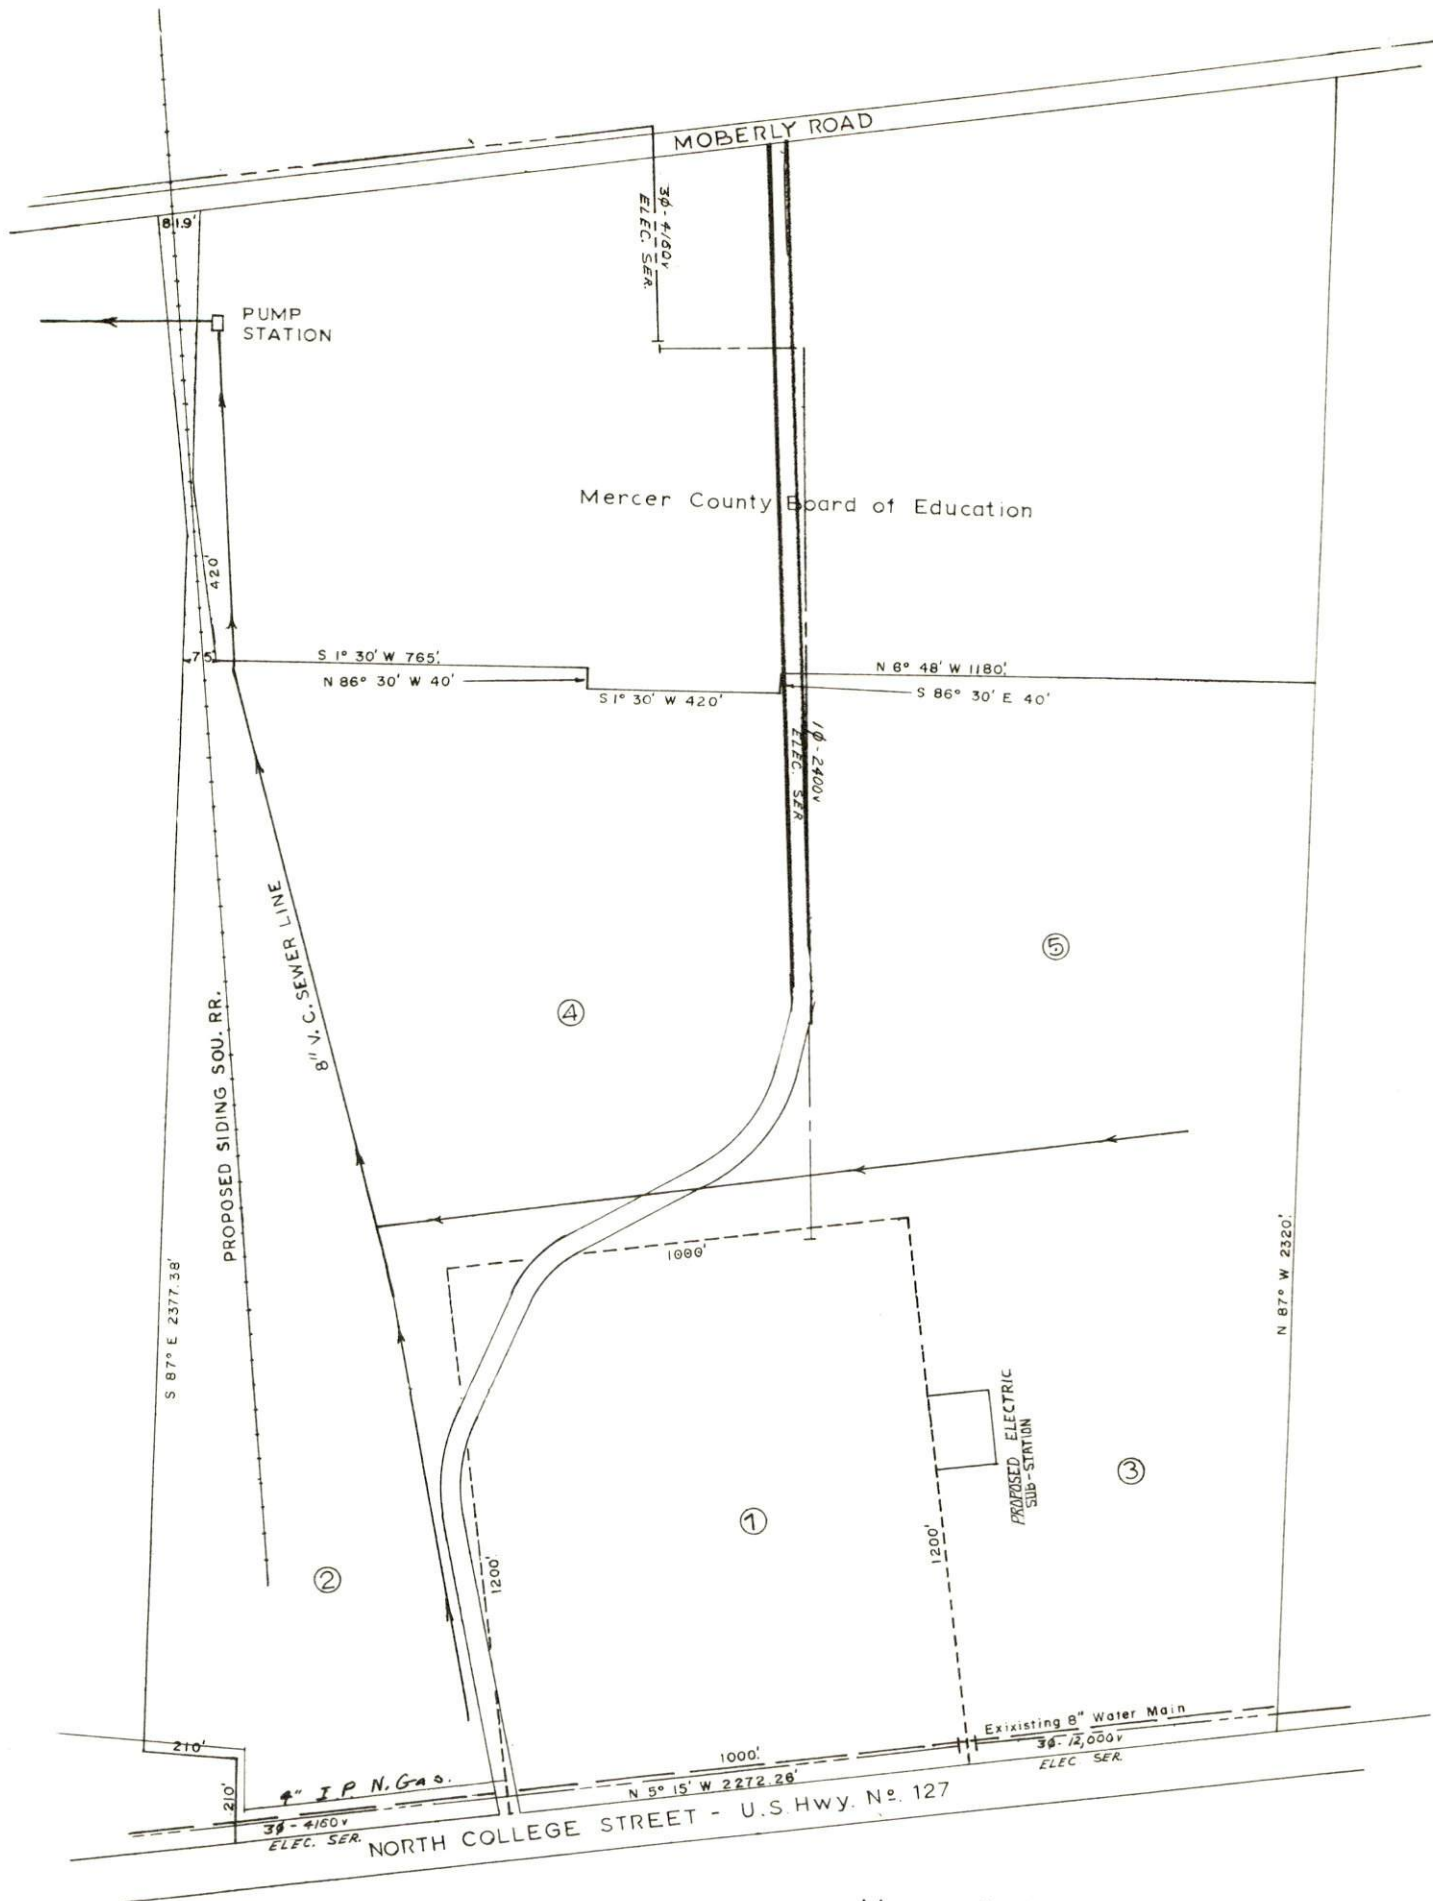 MOBERLY ROAD
81.9'
3ø-4160v
ELEC. SER.
PUMP
STATION
Mercer County Board of Education
420'
75'
S 1° 30' W 765'
N 86° 30' W 40'
S 1° 30' W 420'
N 6° 48' W 1180'
S 86° 30' E 40'
1ø-2400v
ELEC. SER
8" V. C. SEWER LINE
PROPOSED SIDING SOU. RR.
④
⑤
1000'
S 87° E 2377.38'
N 87° W 2320'
PROPOSED ELECTRIC
SUB-STATION
③
①
②
1200'
1200'
210'
210'
4" I. P. N. Gas.
3ø-4160v
ELEC. SER.
1000'
N 5° 15' W 2272.26'
Exixisting 8" Water Main
3ø-12,000v
ELEC SER.
NORTH COLLEGE STREET - U.S. Hwy. No. 127